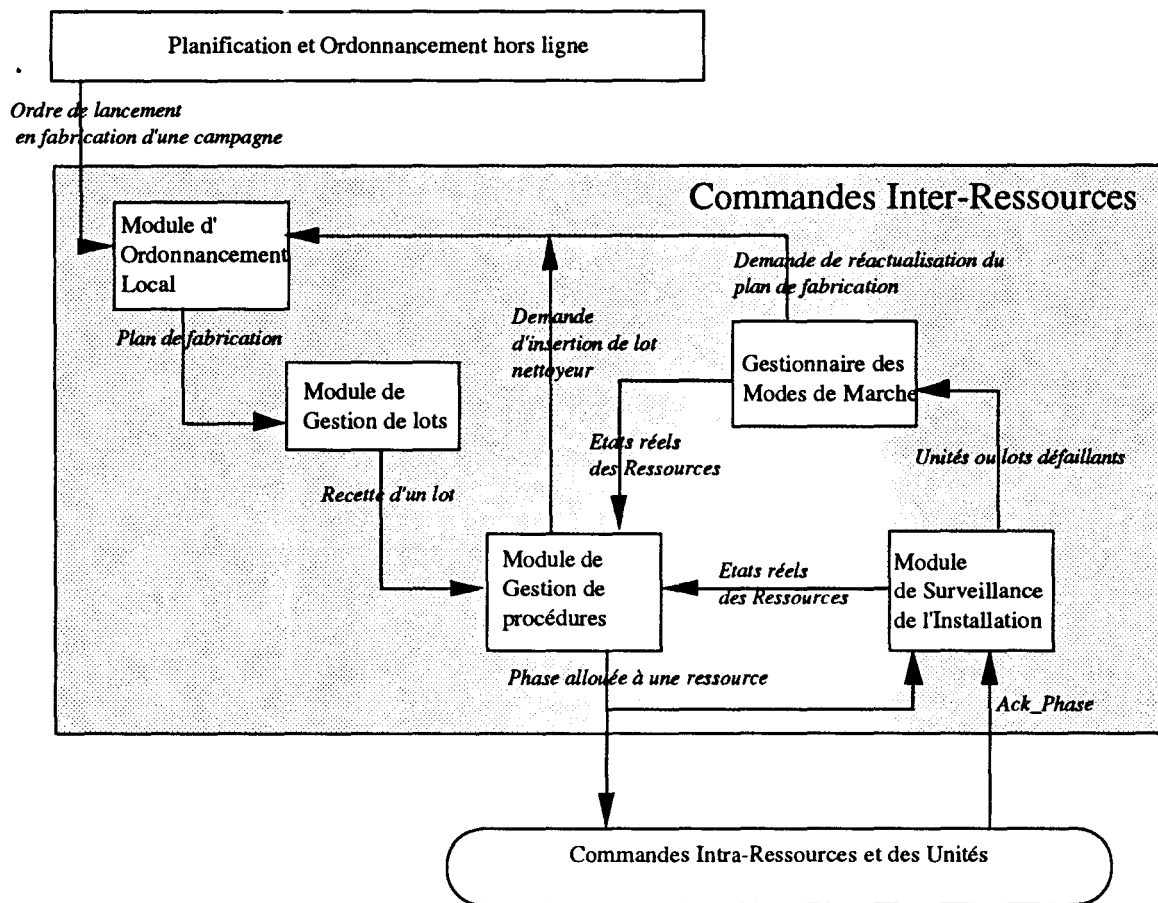 Planification et Ordonnancement hors ligne
Ordre de lancement
en fabrication d'une campagne
Commandes Inter-Ressources
Module d'
Ordonnancement
Local
Demande de réactualisation du
plan de fabrication
Plan de fabrication
Demande
d'insertion de lot
nettoyeur
Module de
Gestion de lots
Gestionnaire des
Modes de Marche
Etats réels
des Ressources
Unités ou lots défaillants
Recette d'un lot
Module de
Gestion de
procédures
Etats réels
des Ressources
Module
de Surveillance
de l'Installation
Phase allouée à une ressource
Ack_Phase
Commandes Intra-Ressources et des Unités